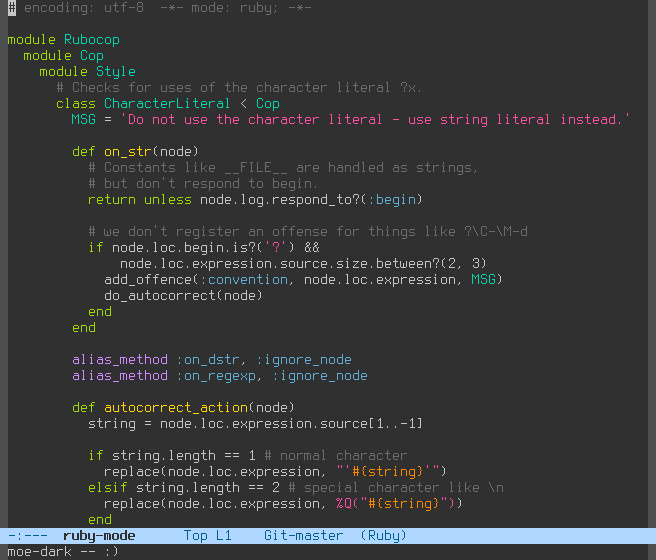 # encoding: utf-8  -*- mode: ruby; -*-
module Rubocop
module Cop
module Style
# Checks for uses of the character literal ?x.
class CharacterLiteral < Cop
MSG = 'Do not use the character literal - use string literal instead.'
def on_str(node)
# Constants like __FILE__ are handled as strings,
# but don't respond to begin.
return unless node.log.respond_to?(:begin)
# we don't register an offense for things like ?\C-\M-d
if node.loc.begin.is?('?') &&
node.loc.expression.source.size.between?(2, 3)
add_offence(:convention, node.loc.expression, MSG)
do_autocorrect(node)
end
end
alias_method :on_dstr, :ignore_node
alias_method :on_regexp, :ignore_node
def autocorrect_action(node)
string = node.loc.expression.source[1..-1]
if string.length == 1 # normal character
replace(node.loc.expression, "'#{string}'")
elsif string.length == 2 # special character like \n
replace(node.loc.expression, %Q("#{string}"))
end
-:---  ruby-mode      Top L1    Git-master  (Ruby)
moe-dark -- :)